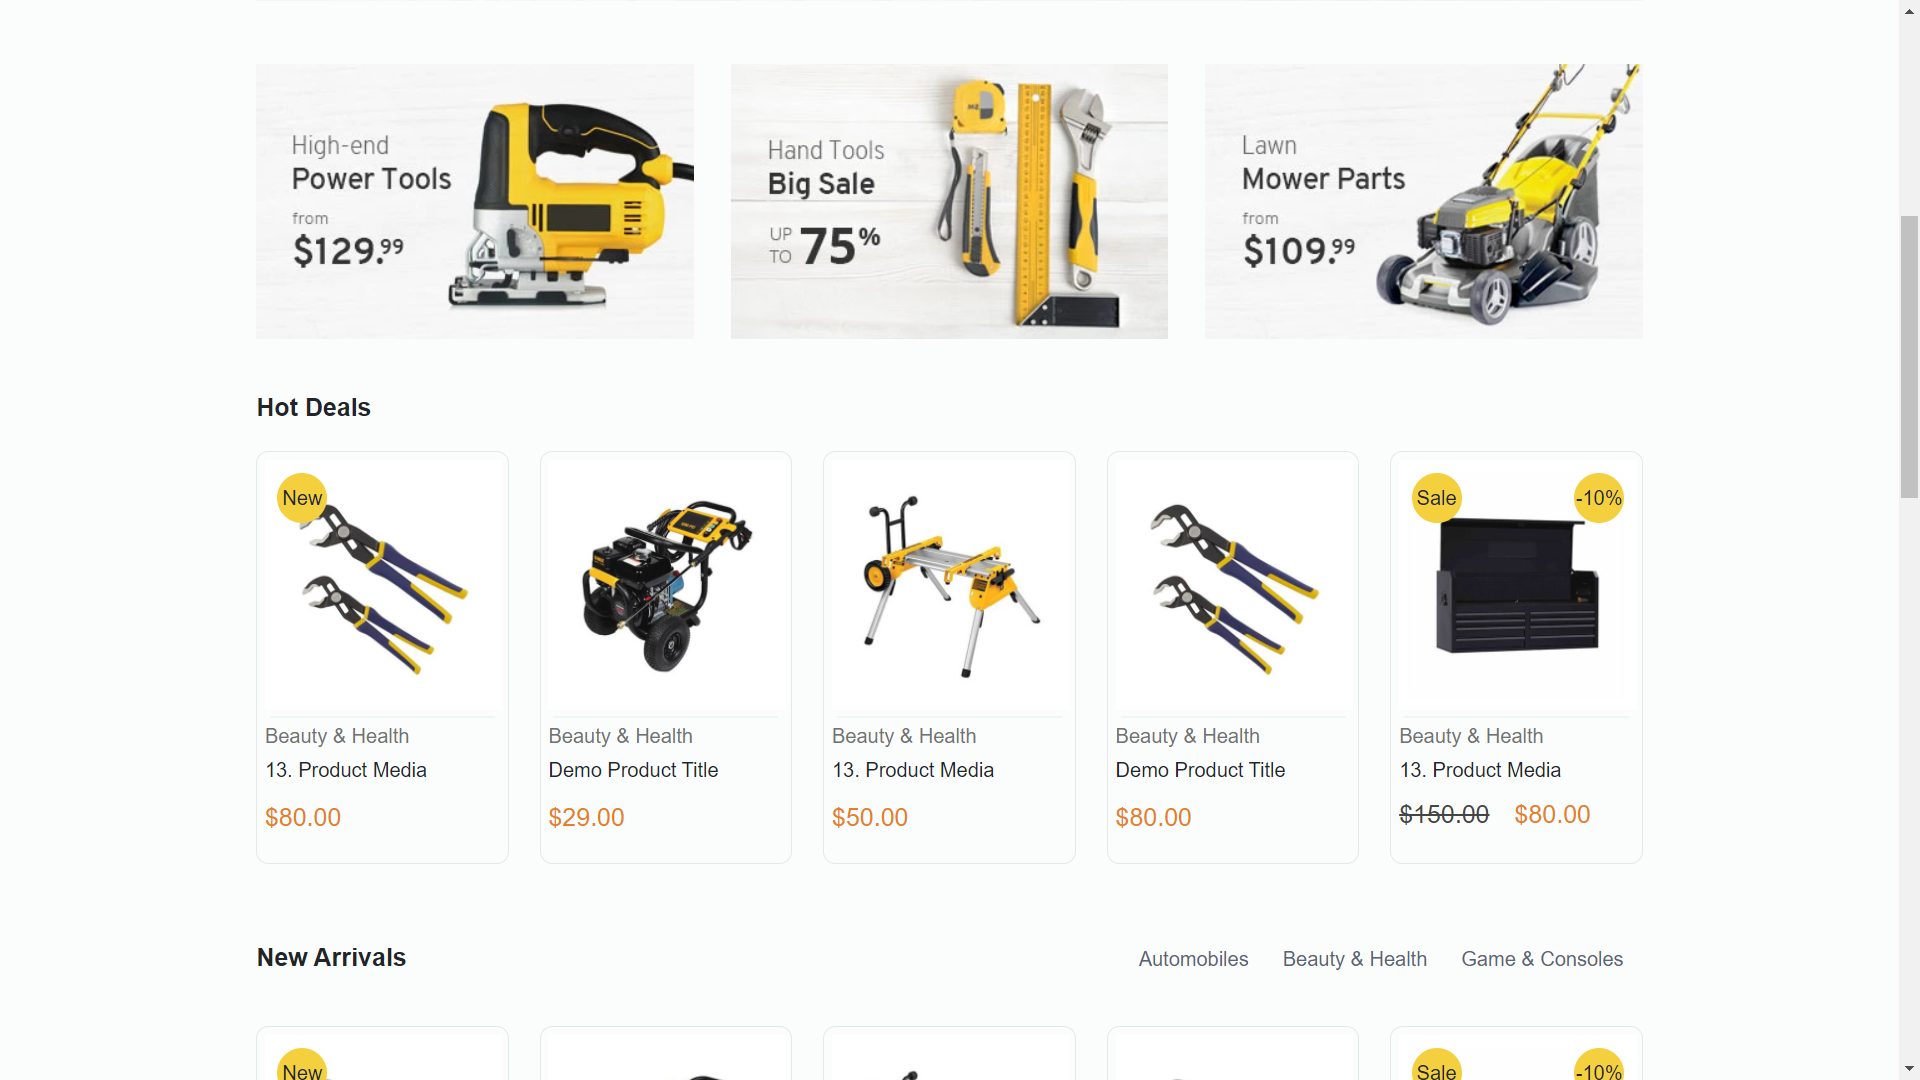 High-end
Power Tools
from
$129.99
Hand Tools
Big Sale
UP TO 75%
Lawn
Mower Parts
from
$109.99
Hot Deals
New
Beauty & Health
13. Product Media
$80.00
Beauty & Health
Demo Product Title
$29.00
Beauty & Health
13. Product Media
$50.00
Beauty & Health
Demo Product Title
$80.00
Sale -10%
Beauty & Health
13. Product Media
$150.00 $80.00
New Arrivals
Automobiles Beauty & Health Game & Consoles
New
Sale -10%